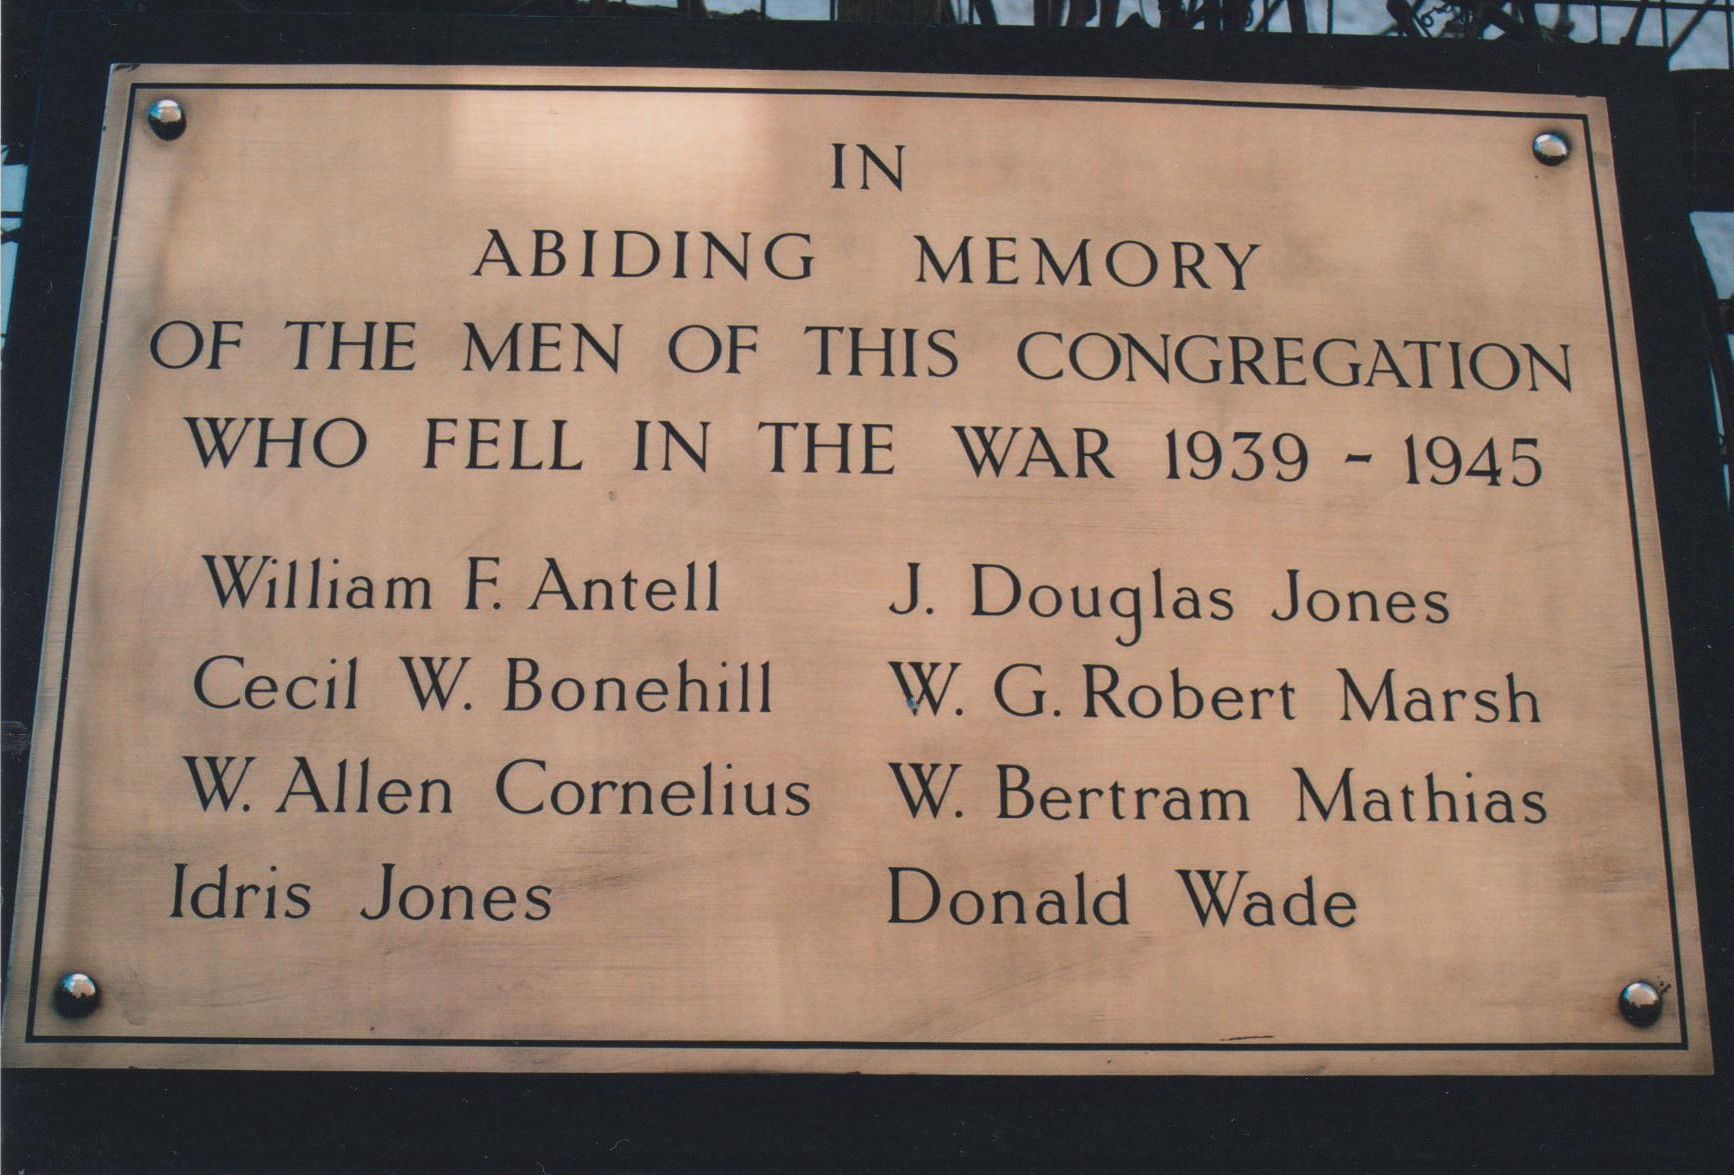 IN
ABIDING MEMORY
OF THE MEN OF THIS CONGREGATION
WHO FELL IN THE WAR 1939 - 1945
William F. Antell
Cecil W. Bonehill
W. Allen Cornelius
Idris Jones
J. Douglas Jones
W. G. Robert Marsh
W. Bertram Mathias
Donald Wade